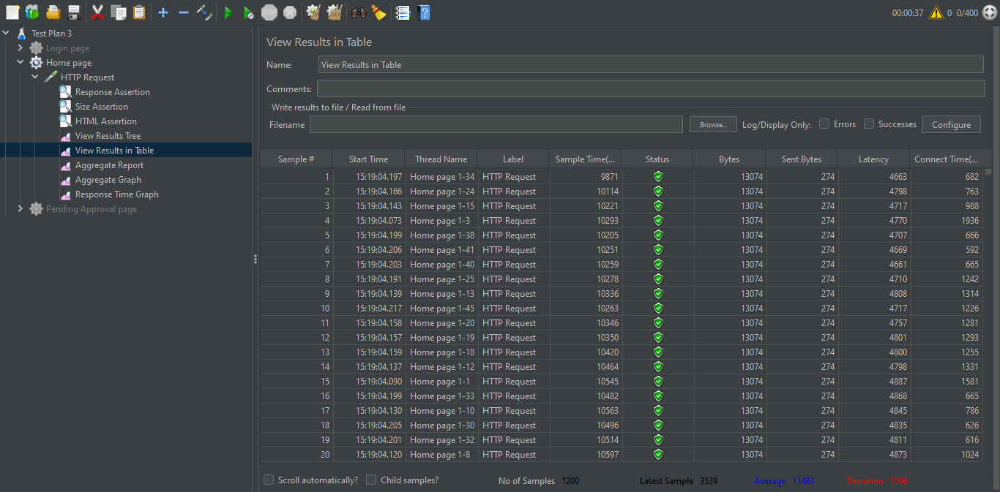 00:00:37 0 0/400
Test Plan 3
Login page
Home page
HTTP Request
Response Assertion
Size Assertion
HTML Assertion
View Results Tree
View Results in Table
Aggregate Report
Aggregate Graph
Response Time Graph
Pending Approval page
View Results in Table
Name: View Results in Table
Comments:
Write results to file / Read from file
Filename Browse... Log/Display Only: Errors Successes Configure
Sample # Start Time Thread Name Label Sample Time(... Status Bytes Sent Bytes Latency Connect Time(...
1 15:19:04.197 Home page 1-34 HTTP Request 9871 13074 274 4663 682
2 15:19:04.166 Home page 1-24 HTTP Request 10114 13074 274 4798 763
3 15:19:04.143 Home page 1-15 HTTP Request 10221 13074 274 4717 988
4 15:19:04.073 Home page 1-3 HTTP Request 10293 13074 274 4770 1936
5 15:19:04.199 Home page 1-38 HTTP Request 10205 13074 274 4707 666
6 15:19:04.206 Home page 1-41 HTTP Request 10251 13074 274 4669 592
7 15:19:04.203 Home page 1-40 HTTP Request 10259 13074 274 4661 665
8 15:19:04.191 Home page 1-25 HTTP Request 10278 13074 274 4710 1242
9 15:19:04.139 Home page 1-13 HTTP Request 10336 13074 274 4808 1314
10 15:19:04.217 Home page 1-45 HTTP Request 10263 13074 274 4717 1226
11 15:19:04.158 Home page 1-20 HTTP Request 10346 13074 274 4757 1281
12 15:19:04.157 Home page 1-19 HTTP Request 10350 13074 274 4801 1293
13 15:19:04.159 Home page 1-18 HTTP Request 10420 13074 274 4800 1255
14 15:19:04.137 Home page 1-12 HTTP Request 10464 13074 274 4798 1331
15 15:19:04.090 Home page 1-1 HTTP Request 10545 13074 274 4887 1581
16 15:19:04.199 Home page 1-33 HTTP Request 10482 13074 274 4868 665
17 15:19:04.130 Home page 1-10 HTTP Request 10563 13074 274 4845 786
18 15:19:04.205 Home page 1-30 HTTP Request 10496 13074 274 4835 626
19 15:19:04.201 Home page 1-32 HTTP Request 10514 13074 274 4811 616
20 15:19:04.120 Home page 1-8 HTTP Request 10597 13074 274 4873 1024
Scroll automatically? Child samples? No of Samples 1200 Latest Sample 3539 Average 11483 Deviation 1586